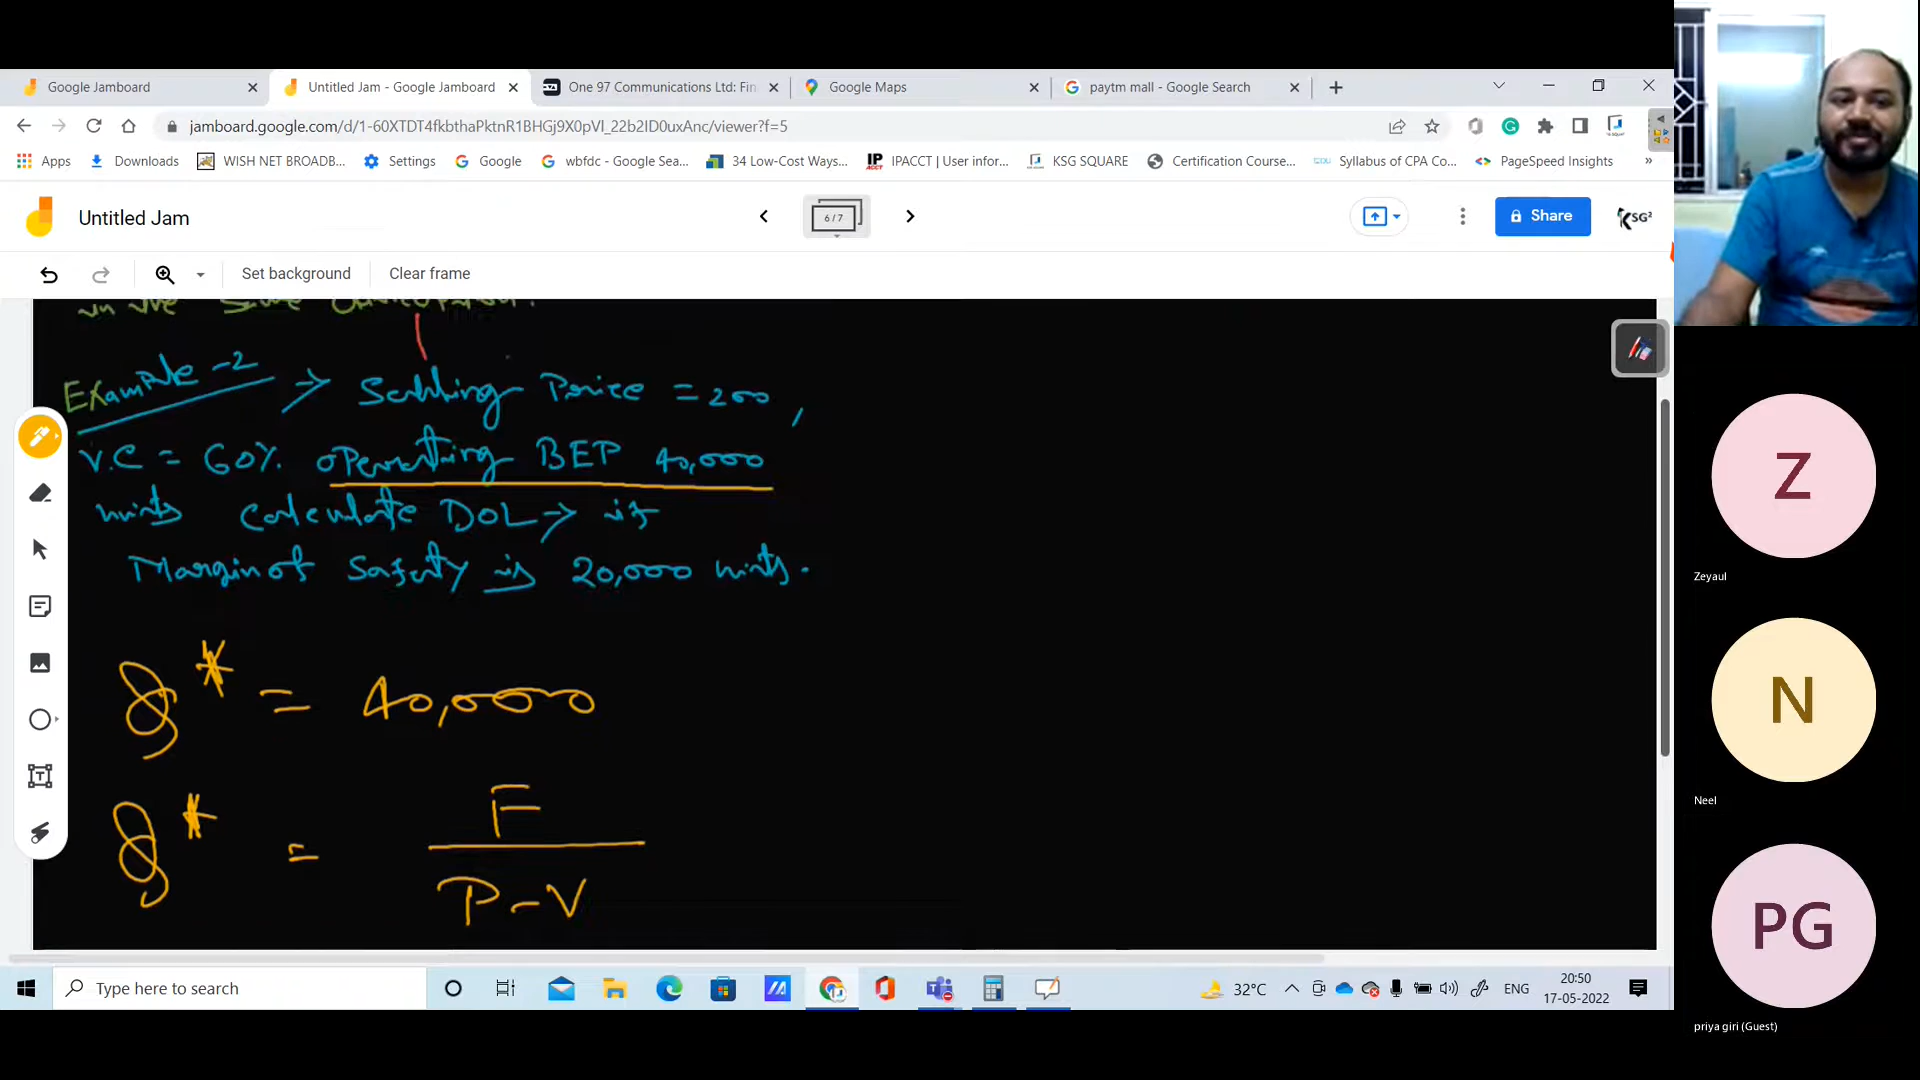 Google Jamboard
Untitled Jam - Google Jamboard
One 97 Communications Ltd: Fin
Google Maps
paytm mall - Google Search
jamboard.google.com/d/1-60XTDT4fkbthaPktnR1BHGj9X0pVI_22b2ID0uxAnc/viewer?f=5
Apps
Downloads
WISH NET BROADB...
Settings
Google
wbfdc - Google Sea...
34 Low-Cost Ways...
IPACCT | User infor...
KSG SQUARE
Certification Course...
Syllabus of CPA Co...
PageSpeed Insights
»
Untitled Jam
6 / 7
Share
KSG²
Set background
Clear frame
in the same
Example -2 → Selling Price = 200,
V.C = 60%. operating BEP 40,000
units calculate DOL → if
Margin of Safety is 20,000 units.
Q* = 40,000
Q* = F
P-V
Z
Zeyaul
N
Neel
PG
priya giri (Guest)
Type here to search
32°C
ENG
20:50
17-05-2022